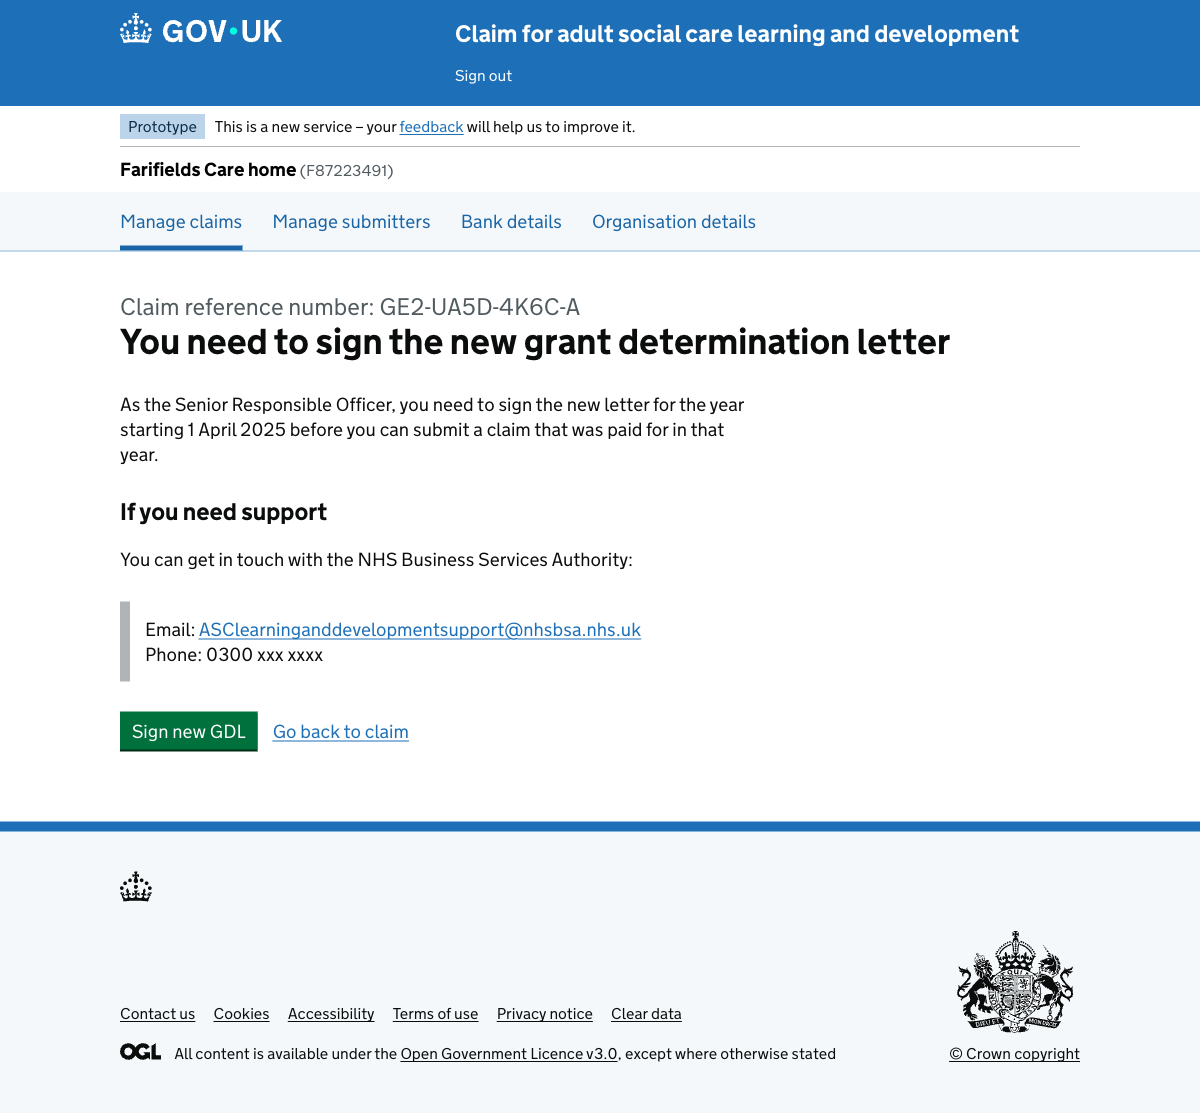 GOV·UK
Claim for adult social care learning and development
Sign out
Prototype This is a new service – your feedback will help us to improve it.
Farifields Care home (F87223491)
Manage claims Manage submitters Bank details Organisation details
Claim reference number: GE2-UA5D-4K6C-A
You need to sign the new grant determination letter
As the Senior Responsible Officer, you need to sign the new letter for the year
starting 1 April 2025 before you can submit a claim that was paid for in that
year.
If you need support
You can get in touch with the NHS Business Services Authority:
Email: ASClearninganddevelopmentsupport@nhsbsa.nhs.uk
Phone: 0300 xxx xxxx
Sign new GDL Go back to claim
Contact us Cookies Accessibility Terms of use Privacy notice Clear data
OGL All content is available under the Open Government Licence v3.0, except where otherwise stated
© Crown copyright